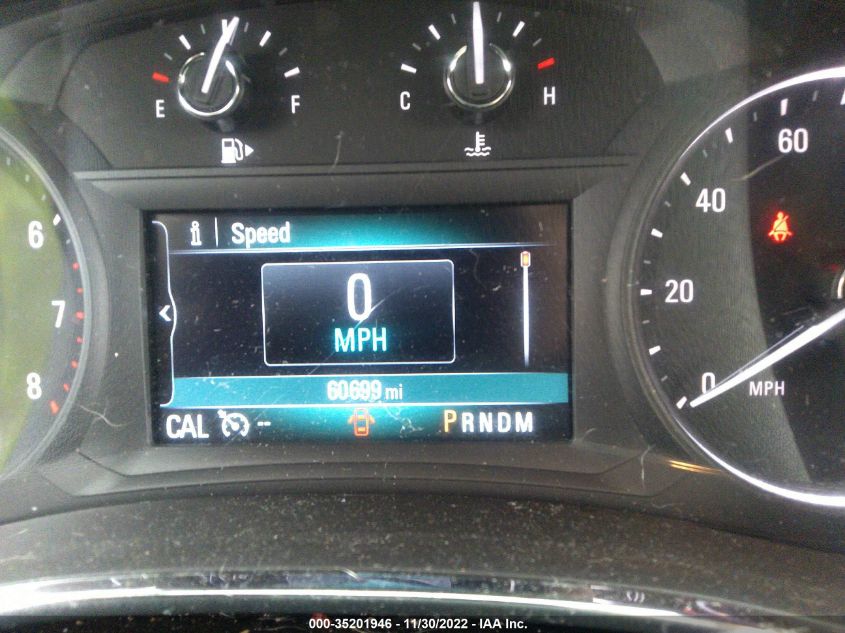 E F C H
60
40
i Speed
6
0
20
7
MPH
60699 mi
0 MPH
8
CAL -- PRNDM
000-35201946 - 11/30/2022 - IAA Inc.